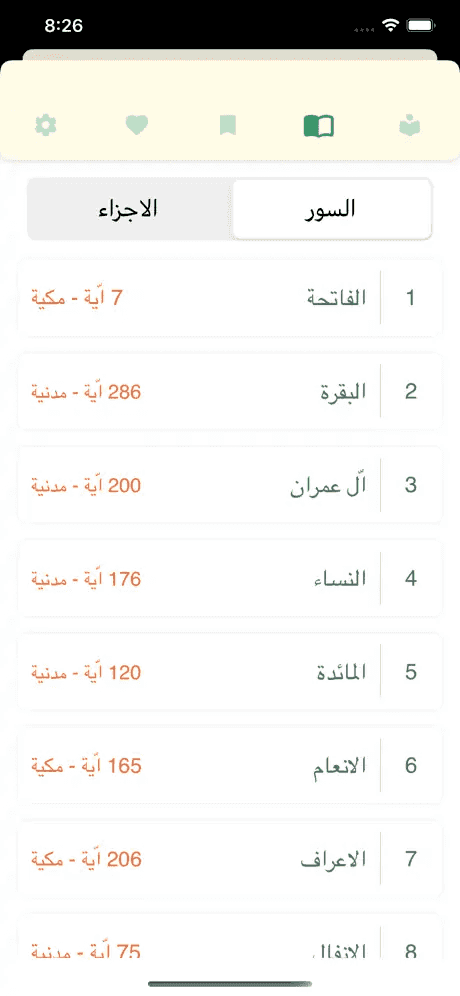 8:26
السور
الاجزاء
1 الفاتحة 7 آية - مكية
2 البقرة 286 آية - مدنية
3 آل عمران 200 آية - مدنية
4 النساء 176 آية - مدنية
5 المائدة 120 آية - مدنية
6 الانعام 165 آية - مكية
7 الاعراف 206 آية - مكية
8 الانفال 75 آية - مدنية